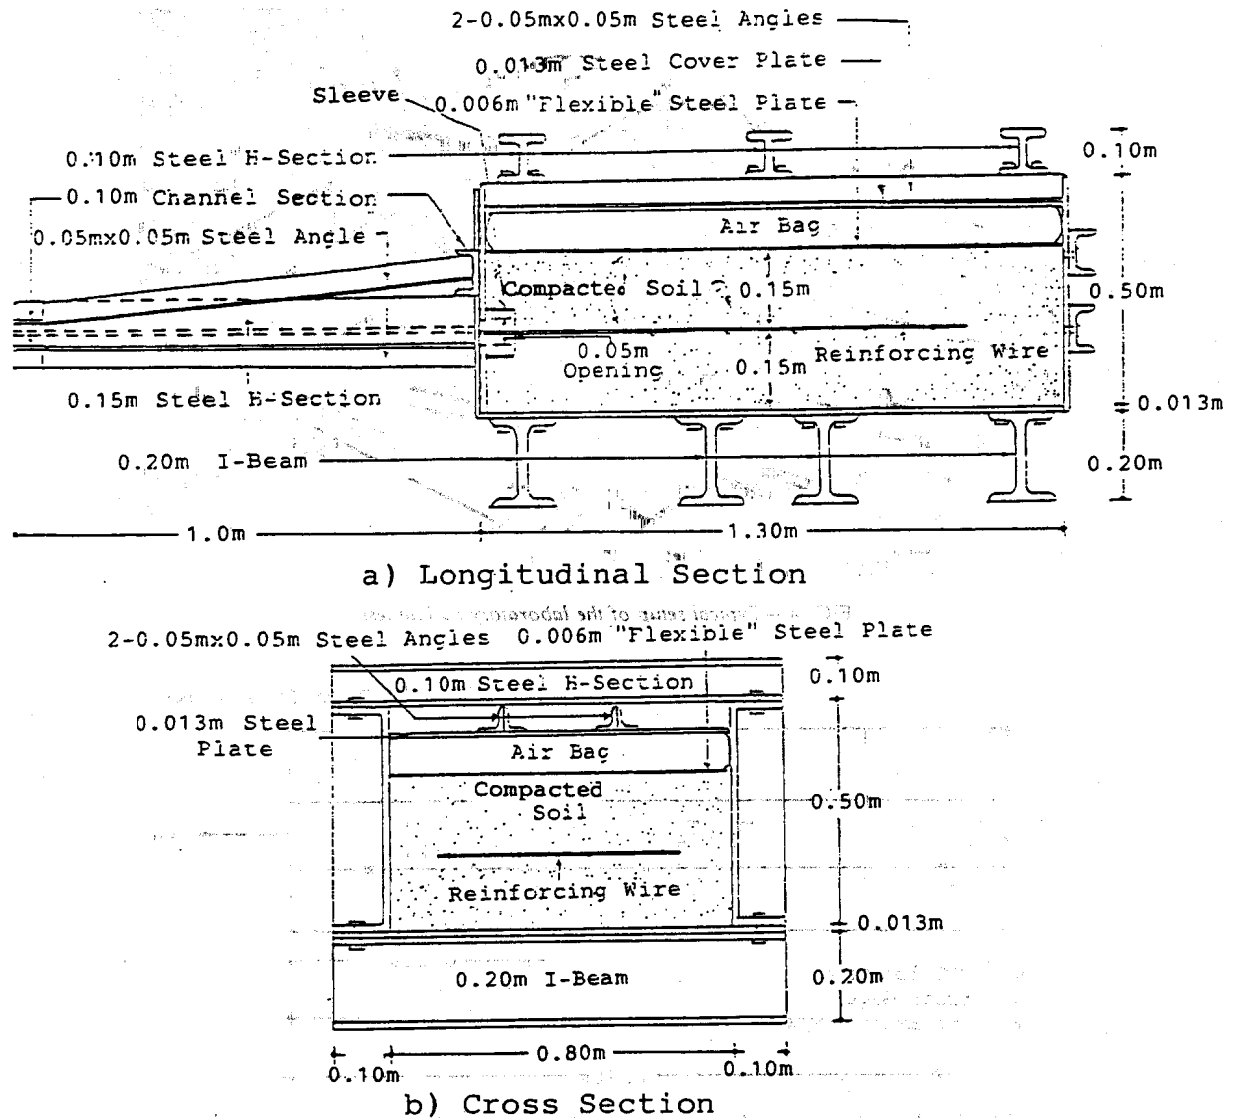 2-0.05mx0.05m Steel Angles
0.013m Steel Cover Plate
Sleeve
0.006m "Flexible" Steel Plate
0.10m Steel H-Section
0.10m
0.10m Channel Section
0.05mx0.05m Steel Angle
Air Bag
Compacted Soil
0.15m
0.50m
0.05m
Opening
0.15m
Reinforcing Wire
0.15m Steel H-Section
0.013m
0.20m I-Beam
0.20m
1.0m
1.30m
a) Longitudinal Section
2-0.05mx0.05m Steel Angles
0.006m "Flexible" Steel Plate
0.10m Steel H-Section
0.10m
0.013m Steel
Plate
Air Bag
Compacted
Soil
0.50m
Reinforcing Wire
0.013m
0.20m I-Beam
0.20m
0.80m
0.10m
0.10m
b) Cross Section